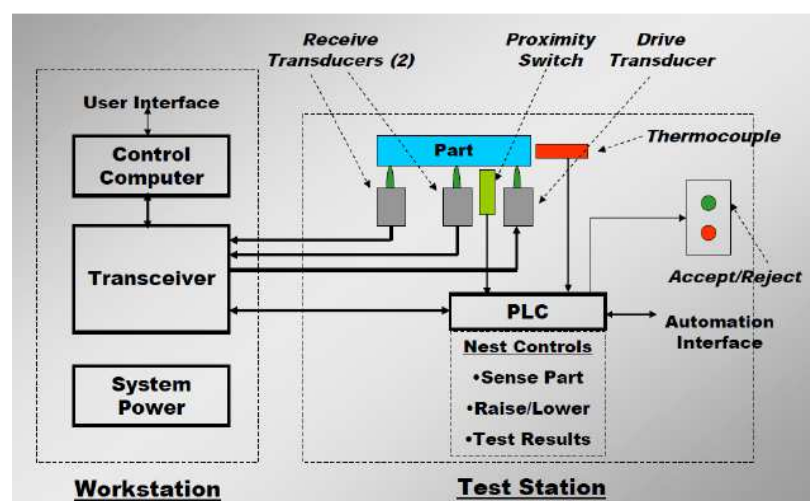 Receive
Transducers (2)
Proximity
Switch
Drive
Transducer
User Interface
Control
Computer
Transceiver
System
Power
Workstation
Part
Thermocouple
Accept/Reject
PLC
Automation
Interface
Nest Controls
•Sense Part
•Raise/Lower
•Test Results
Test Station